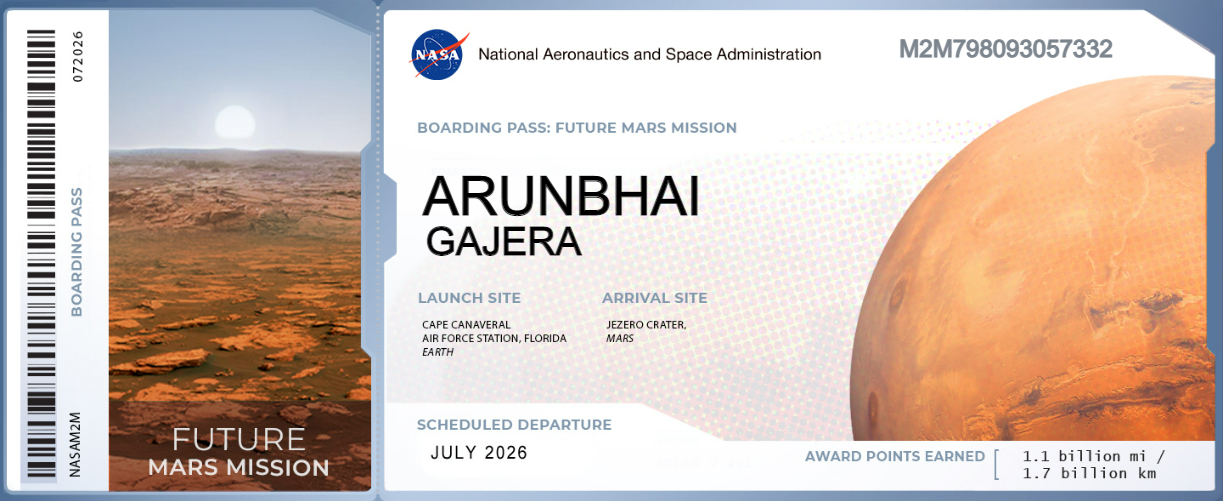 072026
BOARDING PASS
NASAM2M
FUTURE
MARS MISSION
NASA
National Aeronautics and Space Administration
M2M798093057332
BOARDING PASS: FUTURE MARS MISSION
ARUNBHAI
GAJERA
LAUNCH SITE
CAPE CANAVERAL
AIR FORCE STATION, FLORIDA
EARTH
ARRIVAL SITE
JEZERO CRATER,
MARS
SCHEDULED DEPARTURE
JULY 2026
AWARD POINTS EARNED
1.1 billion mi /
1.7 billion km